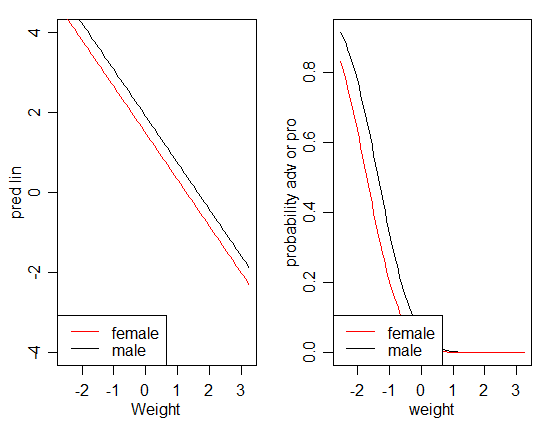 pred lin
4
2
0
-2
-4
female
male
-2 -1 0 1 2 3
Weight
probability adv or pro
0.8
0.6
0.4
0.2
0.0
female
male
-2 -1 0 1 2 3
weight